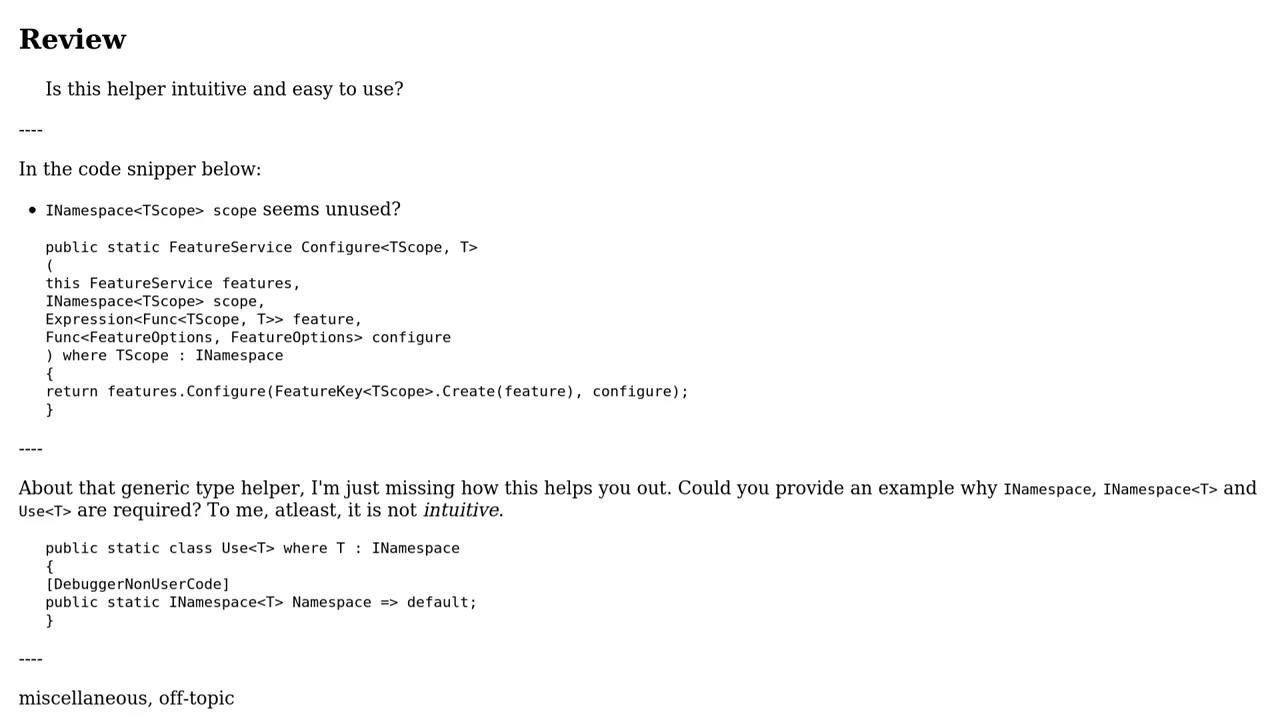 Review
Is this helper intuitive and easy to use?
----
In the code snipper below:
• INamespace<TScope> scope seems unused?
public static FeatureService Configure<TScope, T>
(
this FeatureService features,
INamespace<TScope> scope,
Expression<Func<TScope, T>> feature,
Func<FeatureOptions, FeatureOptions> configure
) where TScope : INamespace
{
return features.Configure(FeatureKey<TScope>.Create(feature), configure);
}
----
About that generic type helper, I'm just missing how this helps you out. Could you provide an example why INamespace, INamespace<T> and
Use<T> are required? To me, atleast, it is not intuitive.
public static class Use<T> where T : INamespace
{
[DebuggerNonUserCode]
public static INamespace<T> Namespace => default;
}
----
miscellaneous, off-topic